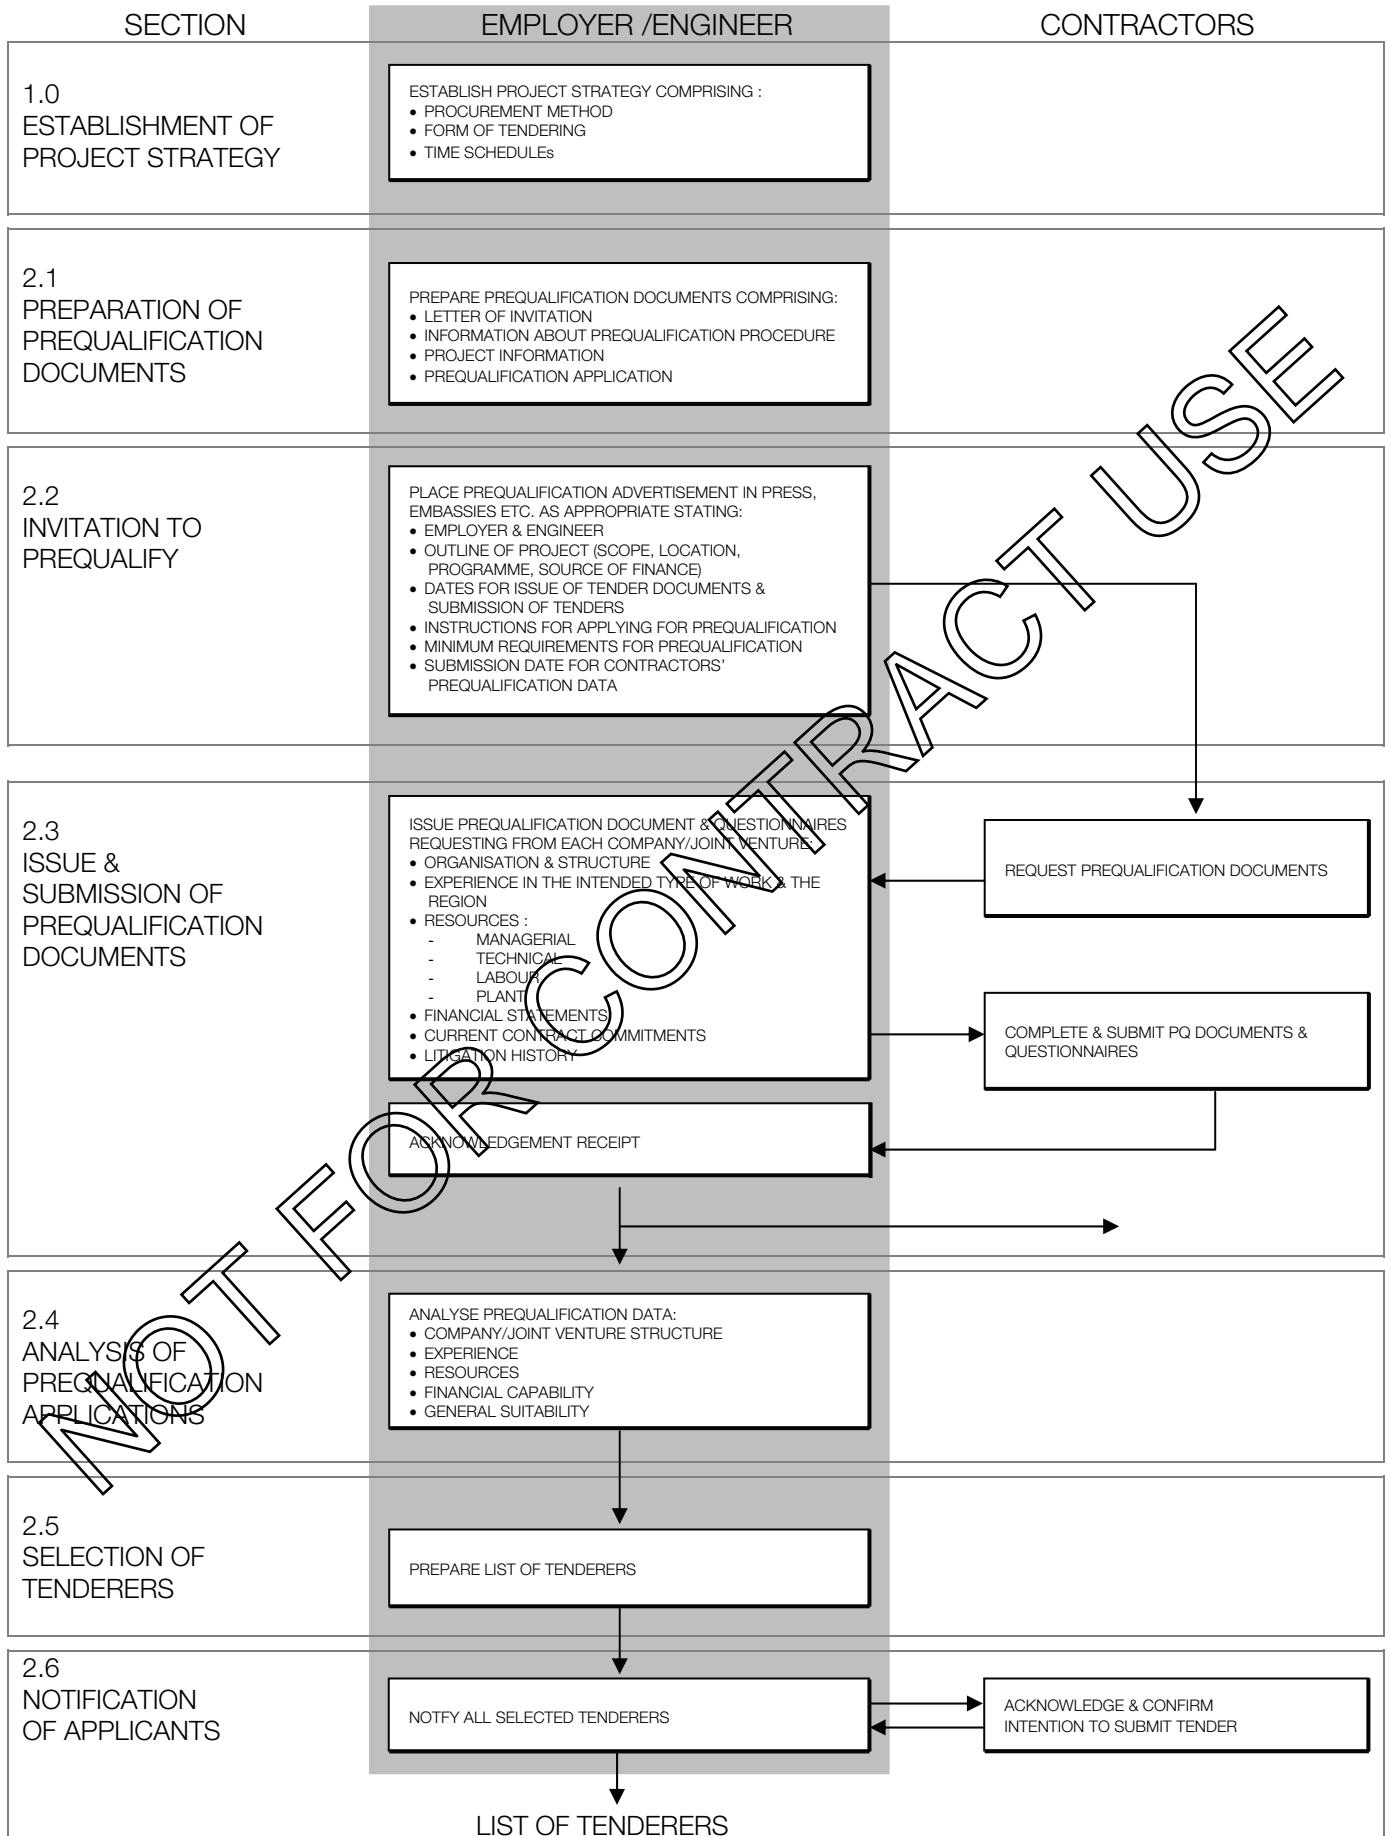 SECTION
EMPLOYER /ENGINEER
CONTRACTORS
1.0
ESTABLISHMENT OF
PROJECT STRATEGY
ESTABLISH PROJECT STRATEGY COMPRISING :
• PROCUREMENT METHOD
• FORM OF TENDERING
• TIME SCHEDULEs
2.1
PREPARATION OF
PREQUALIFICATION
DOCUMENTS
PREPARE PREQUALIFICATION DOCUMENTS COMPRISING:
• LETTER OF INVITATION
• INFORMATION ABOUT PREQUALIFICATION PROCEDURE
• PROJECT INFORMATION
• PREQUALIFICATION APPLICATION
2.2
INVITATION TO
PREQUALIFY
PLACE PREQUALIFICATION ADVERTISEMENT IN PRESS,
EMBASSIES ETC. AS APPROPRIATE STATING:
• EMPLOYER & ENGINEER
• OUTLINE OF PROJECT (SCOPE, LOCATION,
PROGRAMME, SOURCE OF FINANCE)
• DATES FOR ISSUE OF TENDER DOCUMENTS &
SUBMISSION OF TENDERS
• INSTRUCTIONS FOR APPLYING FOR PREQUALIFICATION
• MINIMUM REQUIREMENTS FOR PREQUALIFICATION
• SUBMISSION DATE FOR CONTRACTORS'
PREQUALIFICATION DATA
2.3
ISSUE &
SUBMISSION OF
PREQUALIFICATION
DOCUMENTS
ISSUE PREQUALIFICATION DOCUMENT & QUESTIONNAIRES
REQUESTING FROM EACH COMPANY/JOINT VENTURE:
• ORGANISATION & STRUCTURE
• EXPERIENCE IN THE INTENDED TYPE OF WORK & THE
REGION
• RESOURCES :
- MANAGERIAL
- TECHNICAL
- LABOUR
- PLANT
• FINANCIAL STATEMENTS
• CURRENT CONTRACT COMMITMENTS
• LITIGATION HISTORY
REQUEST PREQUALIFICATION DOCUMENTS
COMPLETE & SUBMIT PQ DOCUMENTS &
QUESTIONNAIRES
ACKNOWLEDGEMENT RECEIPT
2.4
ANALYSIS OF
PREQUALIFICATION
APPLICATIONS
ANALYSE PREQUALIFICATION DATA:
• COMPANY/JOINT VENTURE STRUCTURE
• EXPERIENCE
• RESOURCES
• FINANCIAL CAPABILITY
• GENERAL SUITABILITY
2.5
SELECTION OF
TENDERERS
PREPARE LIST OF TENDERERS
2.6
NOTIFICATION
OF APPLICANTS
NOTFY ALL SELECTED TENDERERS
ACKNOWLEDGE & CONFIRM
INTENTION TO SUBMIT TENDER
LIST OF TENDERERS
NOT FOR CONTRACT USE